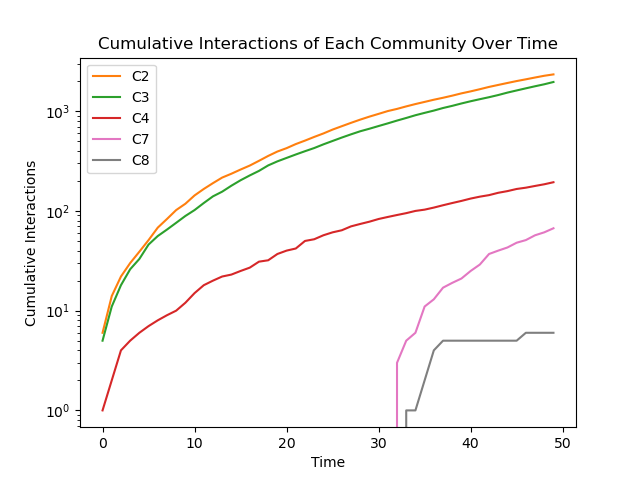 Cumulative Interactions of Each Community Over Time
C2
C3
C4
C7
C8
10³
10²
10¹
10⁰
Cumulative Interactions
0 10 20 30 40 50
Time